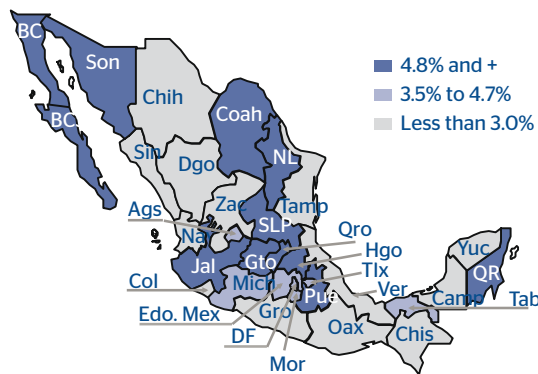 BC
Son
Chih
Coah
BC
Sin
Dgo
NL
Zac
Tamp
Ags
SLP
Nay
Qro
Hgo
Jal
Gto
Tlx
Yuc
QR
Col
Mich
Pue
Ver
Camp
Tab
Edo. Mex
Gro
Oax
Chis
DF
Mor
4.8% and +
3.5% to 4.7%
Less than 3.0%